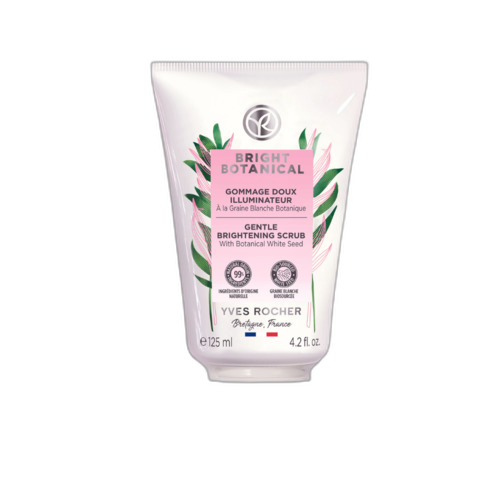 BRIGHT
BOTANICAL
GOMMAGE DOUX
ILLUMINATEUR
À la Graine Blanche Botanique
GENTLE
BRIGHTENING SCRUB
With Botanical White Seed
99%
INGRÉDIENTS D'ORIGINE
NATURELLE
GRAINE BLANCHE
BIOSOURCÉE
YVES ROCHER
Bretagne, France
e 125 ml
4.2 fl. oz.